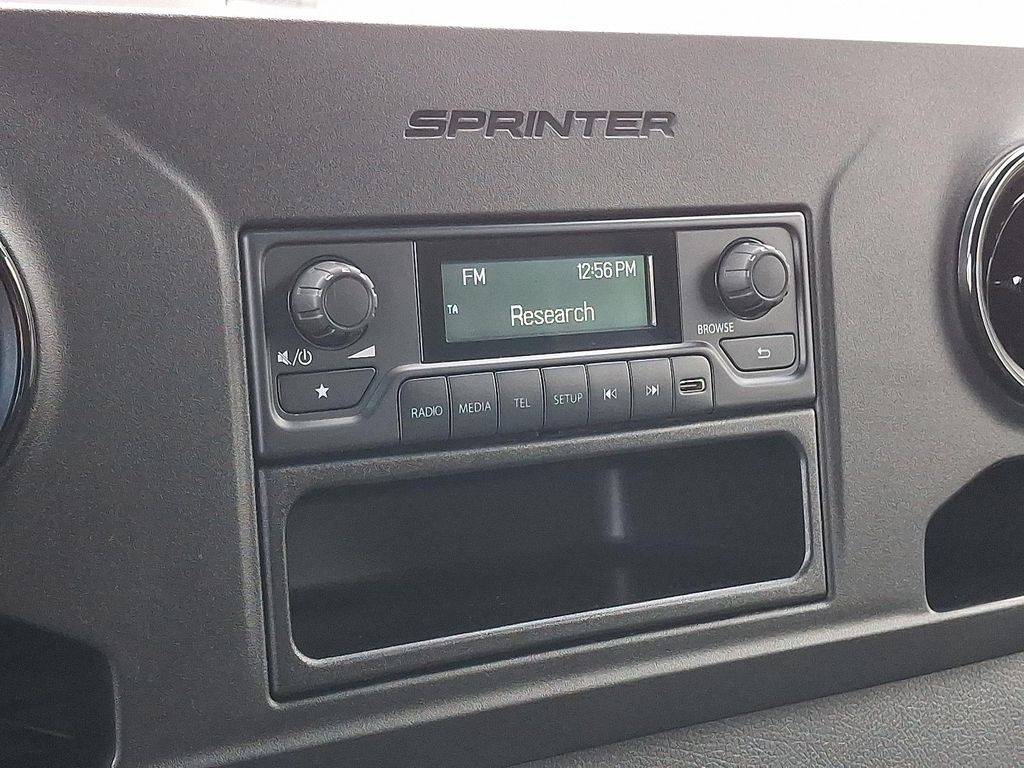 SPRINTER
FM 12:56 PM
TA
Research
BROWSE
RADIO MEDIA TEL SETUP